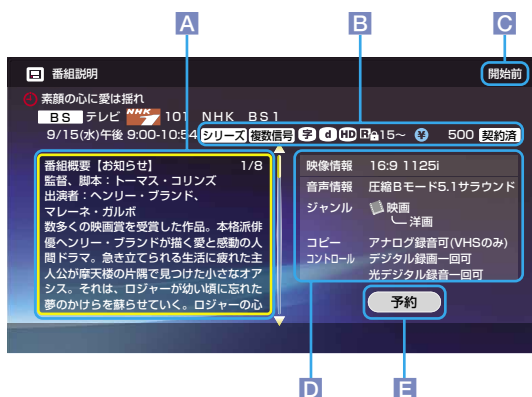 A
B
C
番組説明
開始前
素顔の心に愛は揺れ
BS テレビ NHK 101 NHK BS1
9/15(水)午後 9:00-10:54 シリーズ 複数信号 字 d HD R 15~ ¥ 500 契約済
番組概要【お知らせ】 1/8
監督、脚本:トーマス・コリンズ
出演者:ヘンリー・ブランド、
マレーネ・ガルボ
数多くの映画賞を受賞した作品。本格派俳
優ヘンリー・ブランドが描く愛と感動の人
間ドラマ。急き立てられる生活に疲れた主
人公が摩天楼の片隅で見つけた小さなオア
シス。それは、ロジャーが幼い頃に忘れた
夢のかけらを蘇らせていく。ロジャーの心
映像情報 16:9 1125i
音声情報 圧縮Bモード5.1サラウンド
ジャンル 映画
洋画
コピー アナログ録音可(VHSのみ)
コントロール デジタル録画一回可
光デジタル録音一回可
予約
D
E